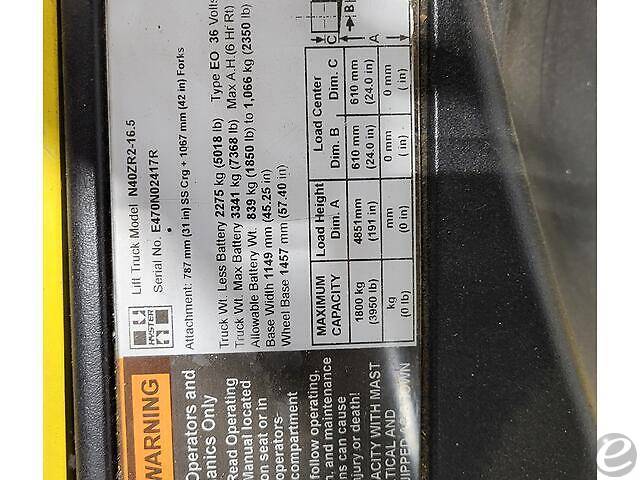 HYSTER
Lift Truck Model N40ZR2-16.5
Serial No. E470N02417R
Attachment: 787 mm (31 in) SS Crg + 1067 mm (42 in) Forks
Truck Wt. Less Battery 2275 kg (5018 lb) Type EO 36 Volts
Truck Wt. Max Battery 3341 kg (7368 lb) Max A.H.(6 Hr Rt)
Allowable Battery Wt 839 kg (1850 lb) to 1,066 kg (2350 lb)
Base Width 1149 mm (45.25 in)
Wheel Base 1457 mm (57.40 in)
B
C
A
MAXIMUM CAPACITY
Load Height Dim. A
Load Center
Dim. B Dim. C
1800 kg 4851mm 610 mm 610 mm
(3950 lb) (191 in) (24.0 in) (24.0 in)
kg mm 0 mm 0 mm
(0 lb) (0 in) ( in) ( in)
WARNING
Operators and
anics Only
Read Operating
Manual located
on seat or in
operators
compartment
follow operating,
n. and maintenance
ns can cause
jury or death!
ACITY WITH MAST
TICAL AND
UIPPED AS SHOWN
e